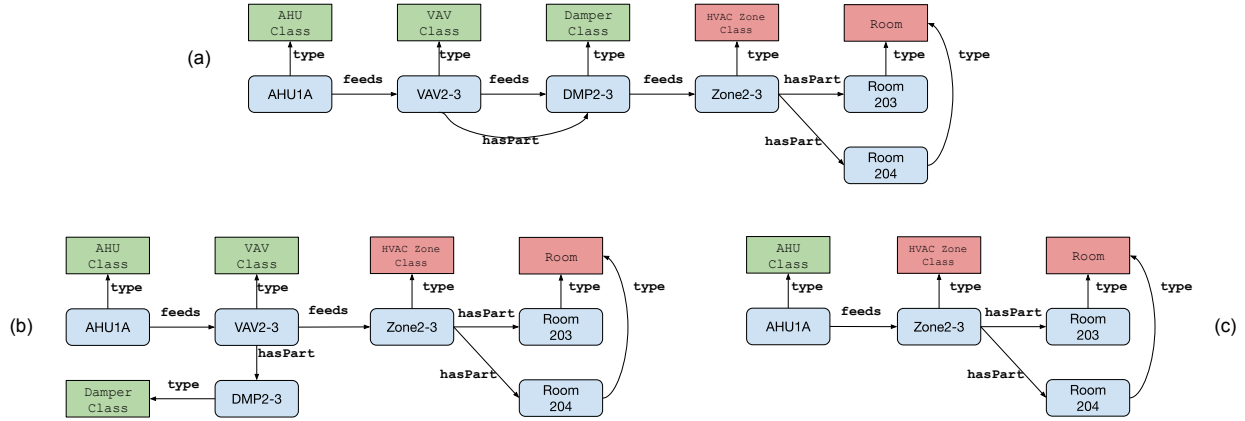 AHU
Class
VAV
Class
Damper
Class
HVAC Zone
Class
Room
(a)
type
type
type
type
type
type
AHU1A
feeds
VAV2-3
feeds
DMP2-3
feeds
Zone2-3
hasPart
Room
203
hasPart
hasPart
Room
204
(b)
AHU
Class
VAV
Class
HVAC Zone
Class
Room
type
type
type
type
type
AHU1A
feeds
VAV2-3
feeds
Zone2-3
hasPart
Room
203
hasPart
hasPart
Damper
Class
type
DMP2-3
Room
204
AHU
Class
HVAC Zone
Class
Room
type
type
type
type
AHU1A
feeds
Zone2-3
hasPart
Room
203
(c)
hasPart
Room
204